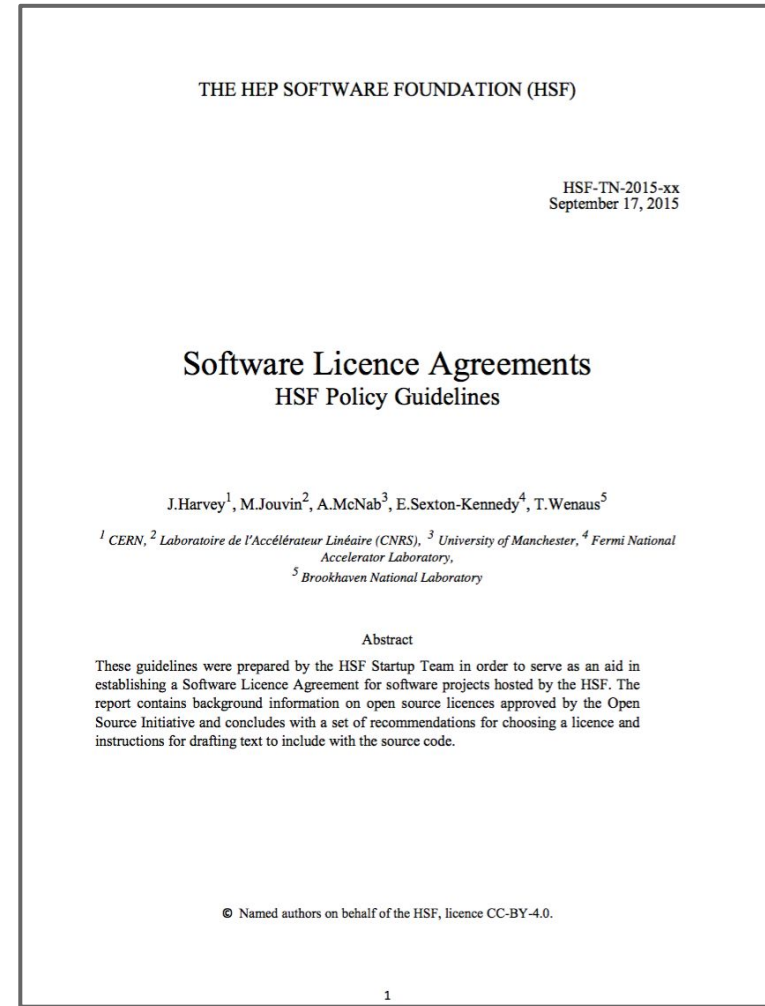 THE HEP SOFTWARE FOUNDATION (HSF)
HSF-TN-2015-xx
September 17, 2015
Software Licence Agreements
HSF Policy Guidelines
J.Harvey¹, M.Jouvin², A.McNab³, E.Sexton-Kennedy⁴, T.Wenaus⁵
¹ CERN, ² Laboratoire de l'Accélérateur Linéaire (CNRS), ³ University of Manchester, ⁴ Fermi National
Accelerator Laboratory,
⁵ Brookhaven National Laboratory
Abstract
These guidelines were prepared by the HSF Startup Team in order to serve as an aid in
establishing a Software Licence Agreement for software projects hosted by the HSF. The
report contains background information on open source licences approved by the Open
Source Initiative and concludes with a set of recommendations for choosing a licence and
instructions for drafting text to include with the source code.
© Named authors on behalf of the HSF, licence CC-BY-4.0.
1